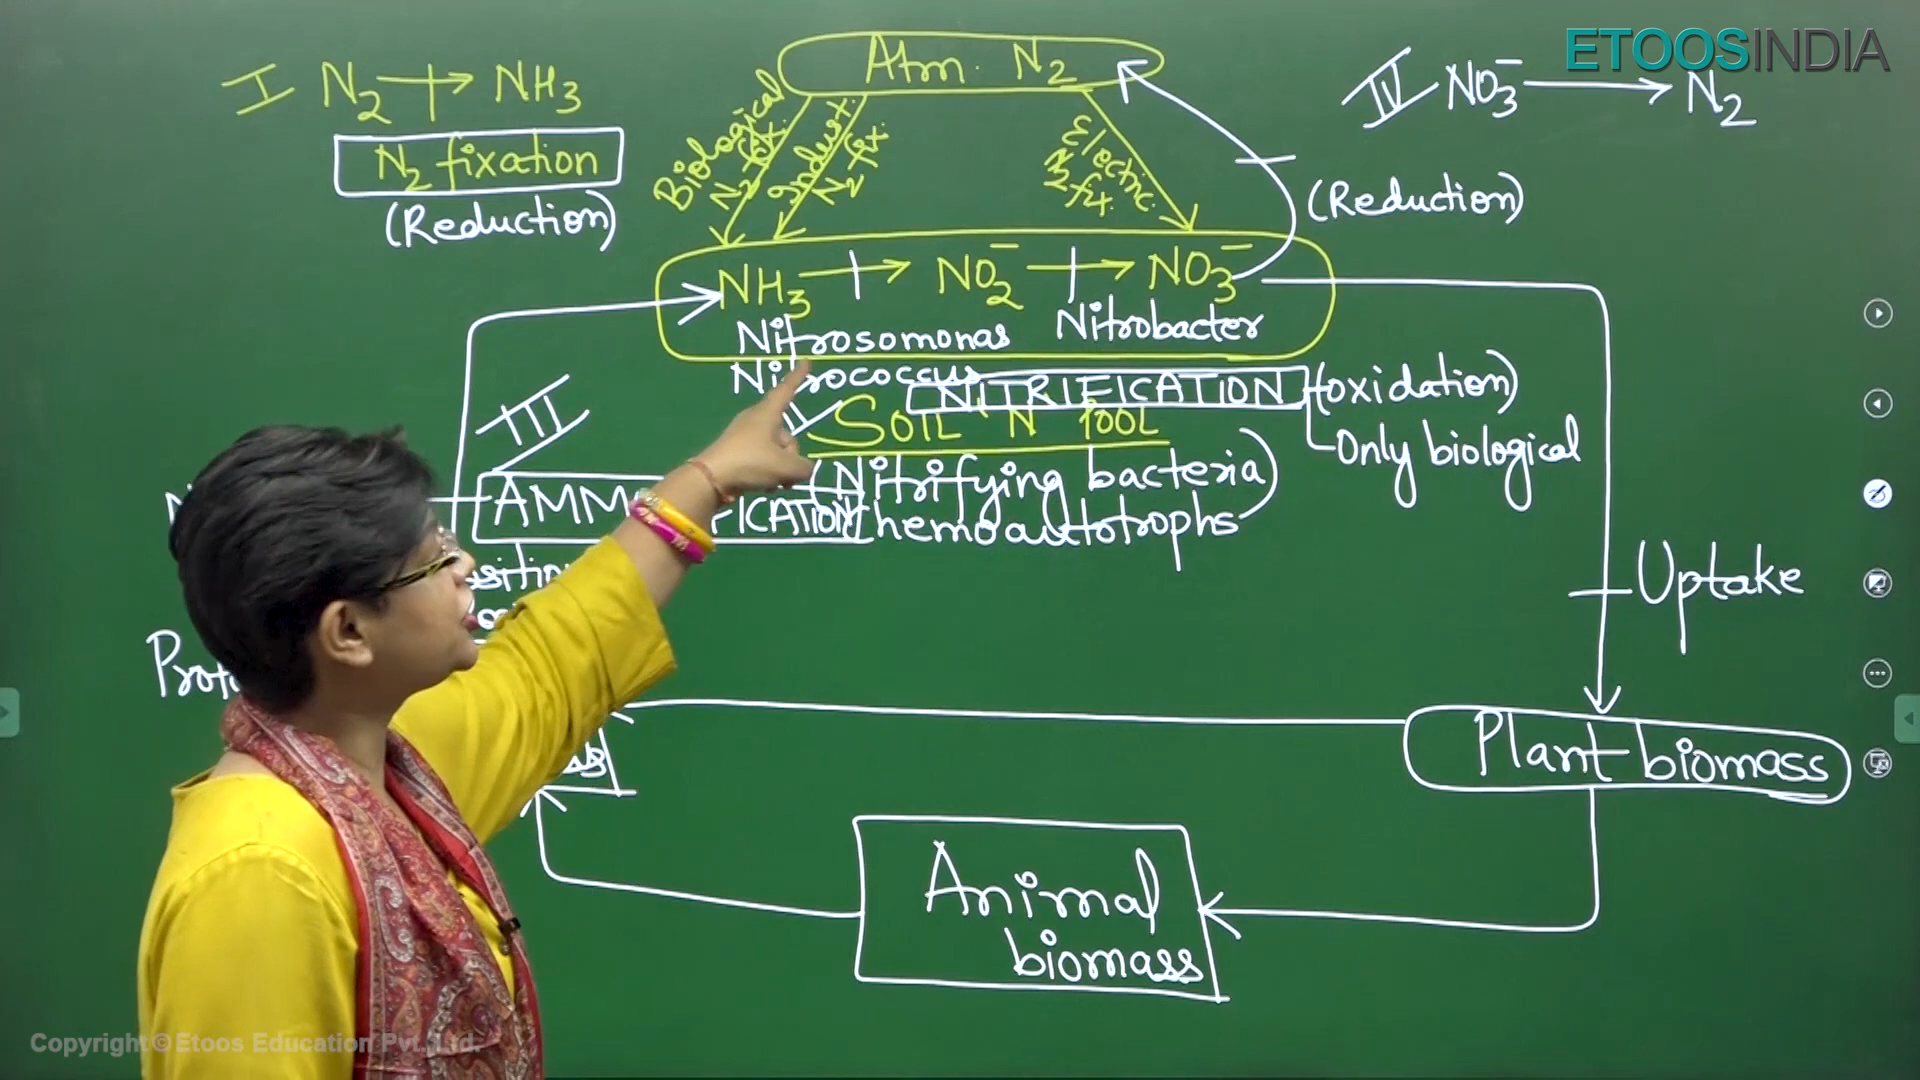 ETOOSINDIA
I N2 → NH3
N2 fixation
(Reduction)
Atm. N2
Biological
N2 fix.
Indust.
N2 fix
Electric.
N2 fix.
(Reduction)
IV NO3⁻ → N2
NH3 → NO2⁻ → NO3⁻
Nitrosomonas
Nitrobacter
Nitrococcus
NITRIFICATION (oxidation)
Only biological
II
SOIL 'N' POOL
(Nitrifying bacteria)
Chemoautotrophs
III
Uptake
Plant biomass
Animal
biomass
Copyright © Etoos Education Pvt. Ltd.